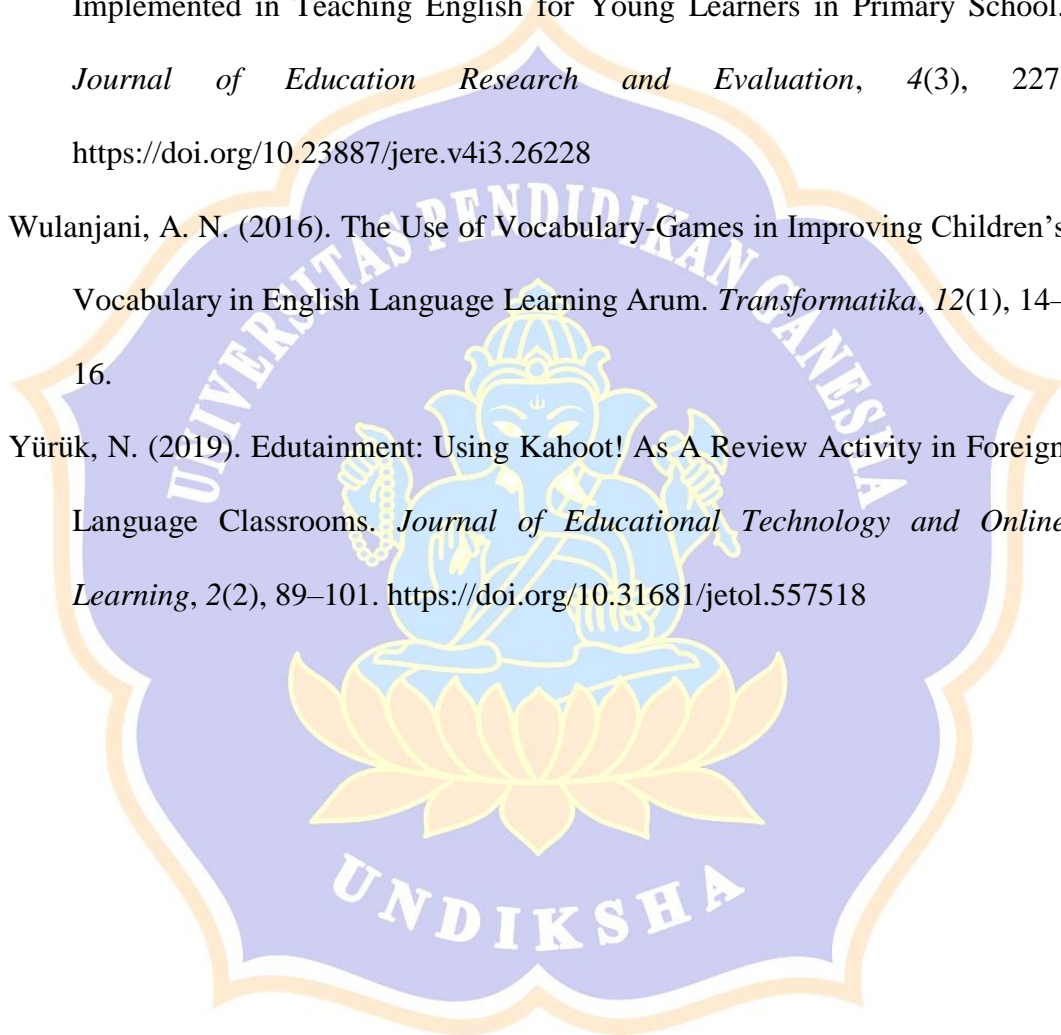 Implemented in Teaching English for Young Learners in Primary School.
Journal of Education Research and Evaluation, 4(3), 227
https://doi.org/10.23887/jere.v4i3.26228
Wulanjani, A. N. (2016). The Use of Vocabulary-Games in Improving Children’s
Vocabulary in English Language Learning Arum. Transformatika, 12(1), 14–
16.
Yürük, N. (2019). Edutainment: Using Kahoot! As A Review Activity in Foreign
Language Classrooms. Journal of Educational Technology and Online
Learning, 2(2), 89–101. https://doi.org/10.31681/jetol.557518
UNIVERSITAS PENDIDIKAN GANESHA
UNDIKSHA